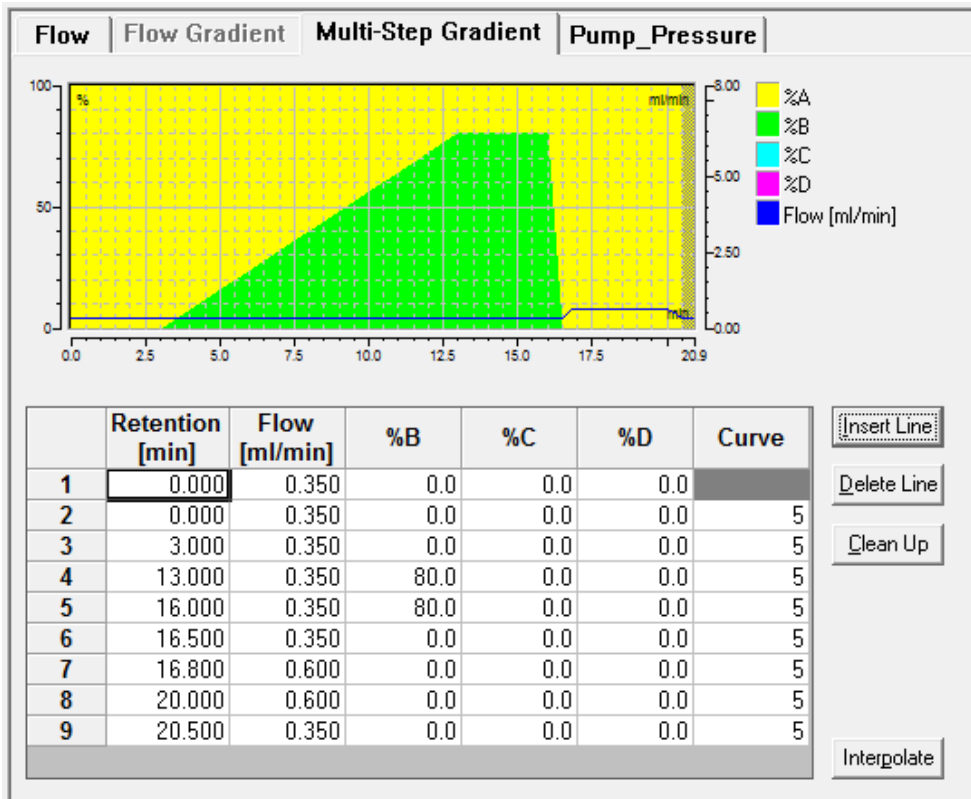 Flow Flow Gradient Multi-Step Gradient Pump_Pressure
100 % ml/min 8.00
%A
%B
%C
5.00
%D
50
Flow [ml/min]
2.50
0 min 0.00
0.0 2.5 5.0 7.5 10.0 12.5 15.0 17.5 20.9
Retention [min] Flow [ml/min] %B %C %D Curve
1 0.000 0.350 0.0 0.0 0.0
2 0.000 0.350 0.0 0.0 0.0 5
3 3.000 0.350 0.0 0.0 0.0 5
4 13.000 0.350 80.0 0.0 0.0 5
5 16.000 0.350 80.0 0.0 0.0 5
6 16.500 0.350 0.0 0.0 0.0 5
7 16.800 0.600 0.0 0.0 0.0 5
8 20.000 0.600 0.0 0.0 0.0 5
9 20.500 0.350 0.0 0.0 0.0 5
Insert Line
Delete Line
Clean Up
Interpolate